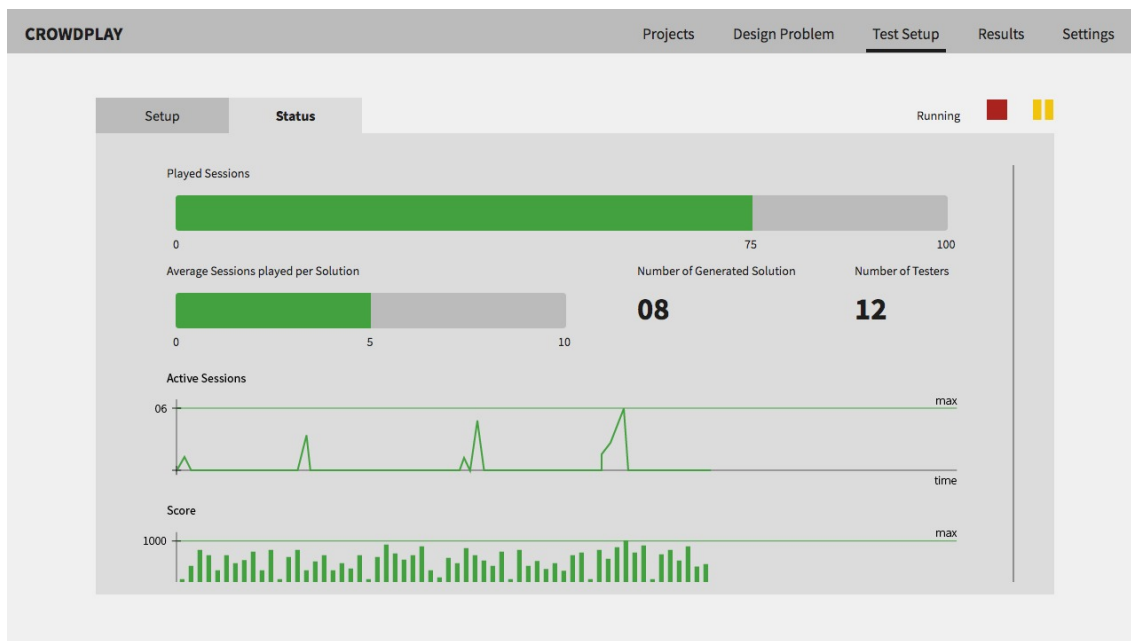 CROWDPLAY Projects Design Problem Test Setup Results Settings
Setup Status Running
Played Sessions
0 75 100
Average Sessions played per Solution Number of Generated Solution Number of Testers
08 12
0 5 10
Active Sessions
max
06
time
Score
max
1000